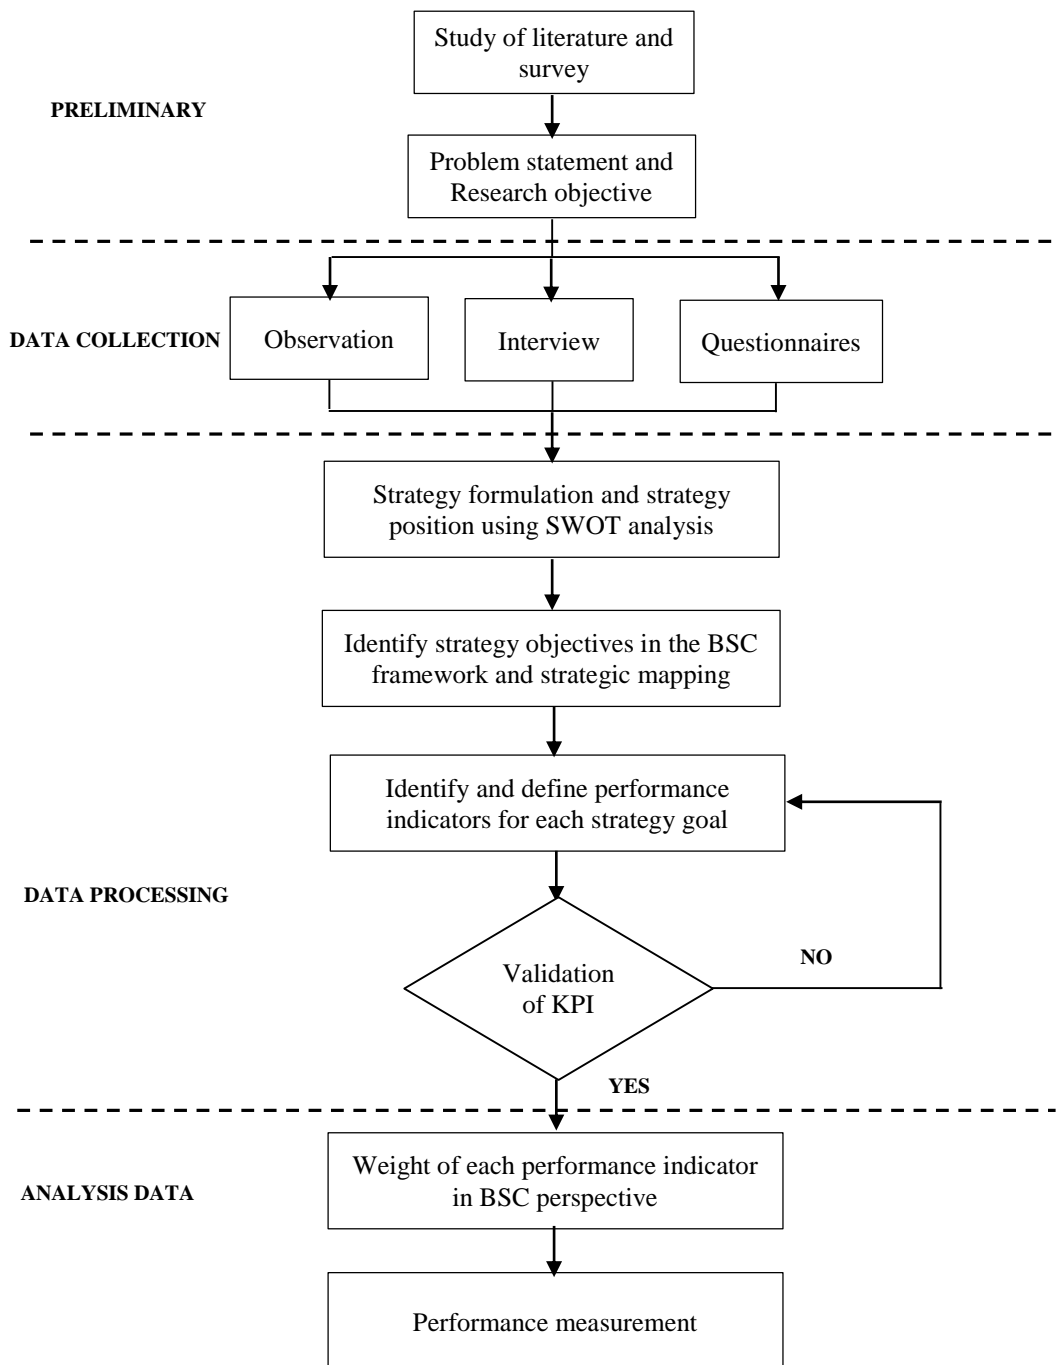 Study of literature and
survey
PRELIMINARY
Problem statement and
Research objective
DATA COLLECTION
Observation
Interview
Questionnaires
Strategy formulation and strategy
position using SWOT analysis
Identify strategy objectives in the BSC
framework and strategic mapping
Identify and define performance
indicators for each strategy goal
DATA PROCESSING
Validation
of KPI
NO
YES
Weight of each performance indicator
in BSC perspective
ANALYSIS DATA
Performance measurement